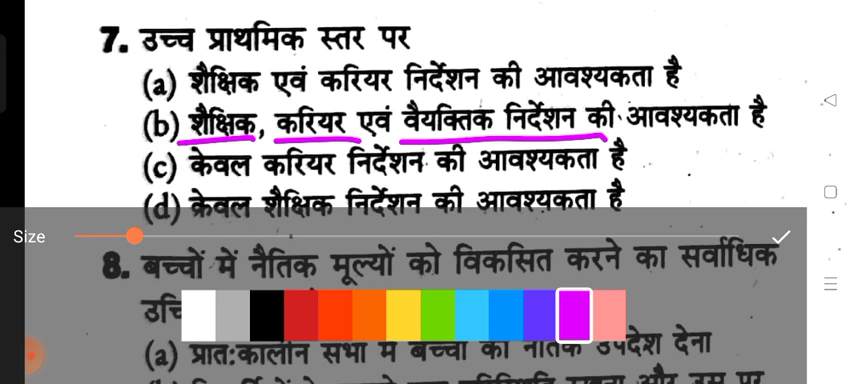 7. उच्च प्राथमिक स्तर पर
(a) शैक्षिक एवं करियर निर्देशन की आवश्यकता है
(b) शैक्षिक, करियर एवं वैयक्तिक निर्देशन की आवश्यकता है
(c) केवल करियर निर्देशन की आवश्यकता है
(d) केवल शैक्षिक निर्देशन की आवश्यकता है
Size
8. बच्चों में नैतिक मूल्यों को विकसित करने का सर्वाधिक
(a) प्रात:कालीन सभा में बच्चों को नैतिक उपदेश देना